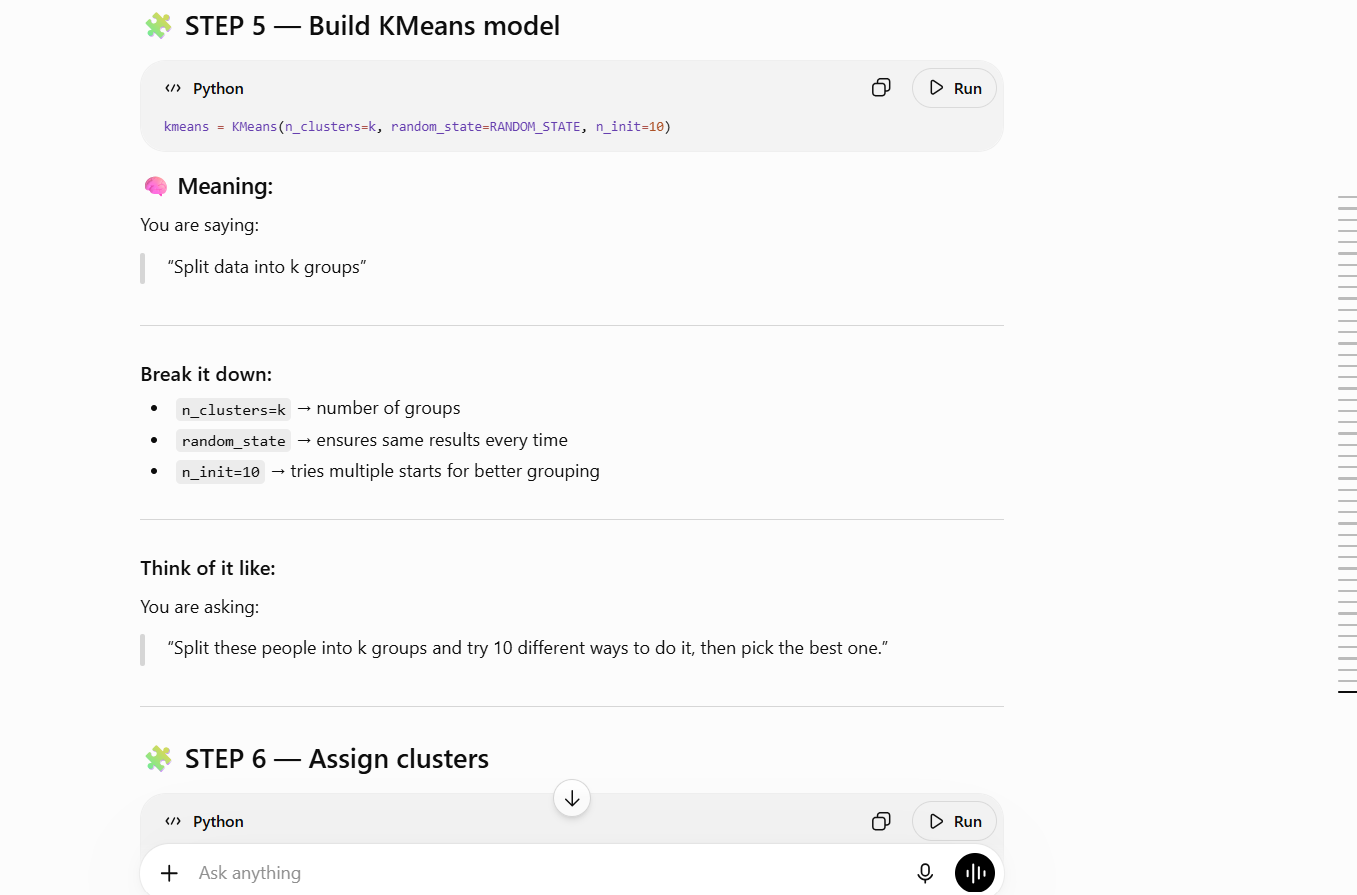 🧩 STEP 5 — Build KMeans model
Python
Run
kmeans = KMeans(n_clusters=k, random_state=RANDOM_STATE, n_init=10)
🧠 Meaning:
You are saying:
“Split data into k groups”
Break it down:
• n_clusters=k → number of groups
• random_state → ensures same results every time
• n_init=10 → tries multiple starts for better grouping
Think of it like:
You are asking:
“Split these people into k groups and try 10 different ways to do it, then pick the best one.”
🧩 STEP 6 — Assign clusters
Python
Run
Ask anything